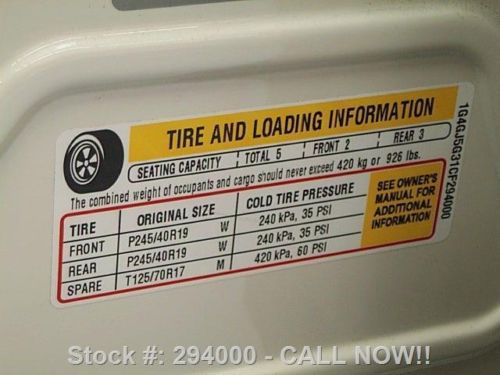 TIRE AND LOADING INFORMATION
SEATING CAPACITY TOTAL 5 FRONT 2 REAR 3
The combined weight of occupants and cargo should never exceed 420 kg or 926 lbs.
TIRE ORIGINAL SIZE COLD TIRE PRESSURE
FRONT P245/40R19 W 240 kPa, 35 PSI
REAR P245/40R19 W 240 kPa, 35 PSI
SPARE T125/70R17 M 420 kPa, 60 PSI
SEE OWNER'S
MANUAL FOR
ADDITIONAL
INFORMATION
1G4GJ5G31CF294000
Stock #: 294000 - CALL NOW!!